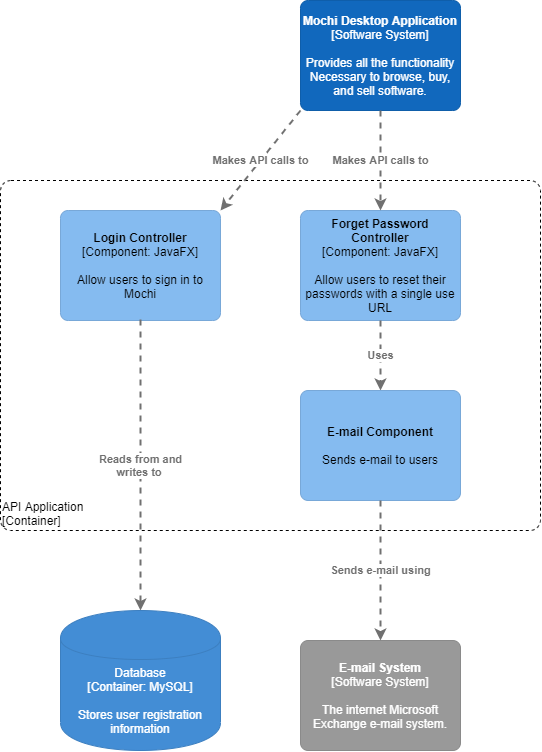 Mochi Desktop Application
[Software System]
Provides all the functionality
Necessary to browse, buy,
and sell software.
Makes API calls to
Makes API calls to
Login Controller
[Component: JavaFX]
Allow users to sign in to
Mochi
Forget Password
Controller
[Component: JavaFX]
Allow users to reset their
passwords with a single use
URL
Uses
E-mail Component
Sends e-mail to users
Reads from and
writes to
API Application
[Container]
Sends e-mail using
Database
[Container: MySQL]
Stores user registration
information
E-mail System
[Software System]
The internet Microsoft
Exchange e-mail system.